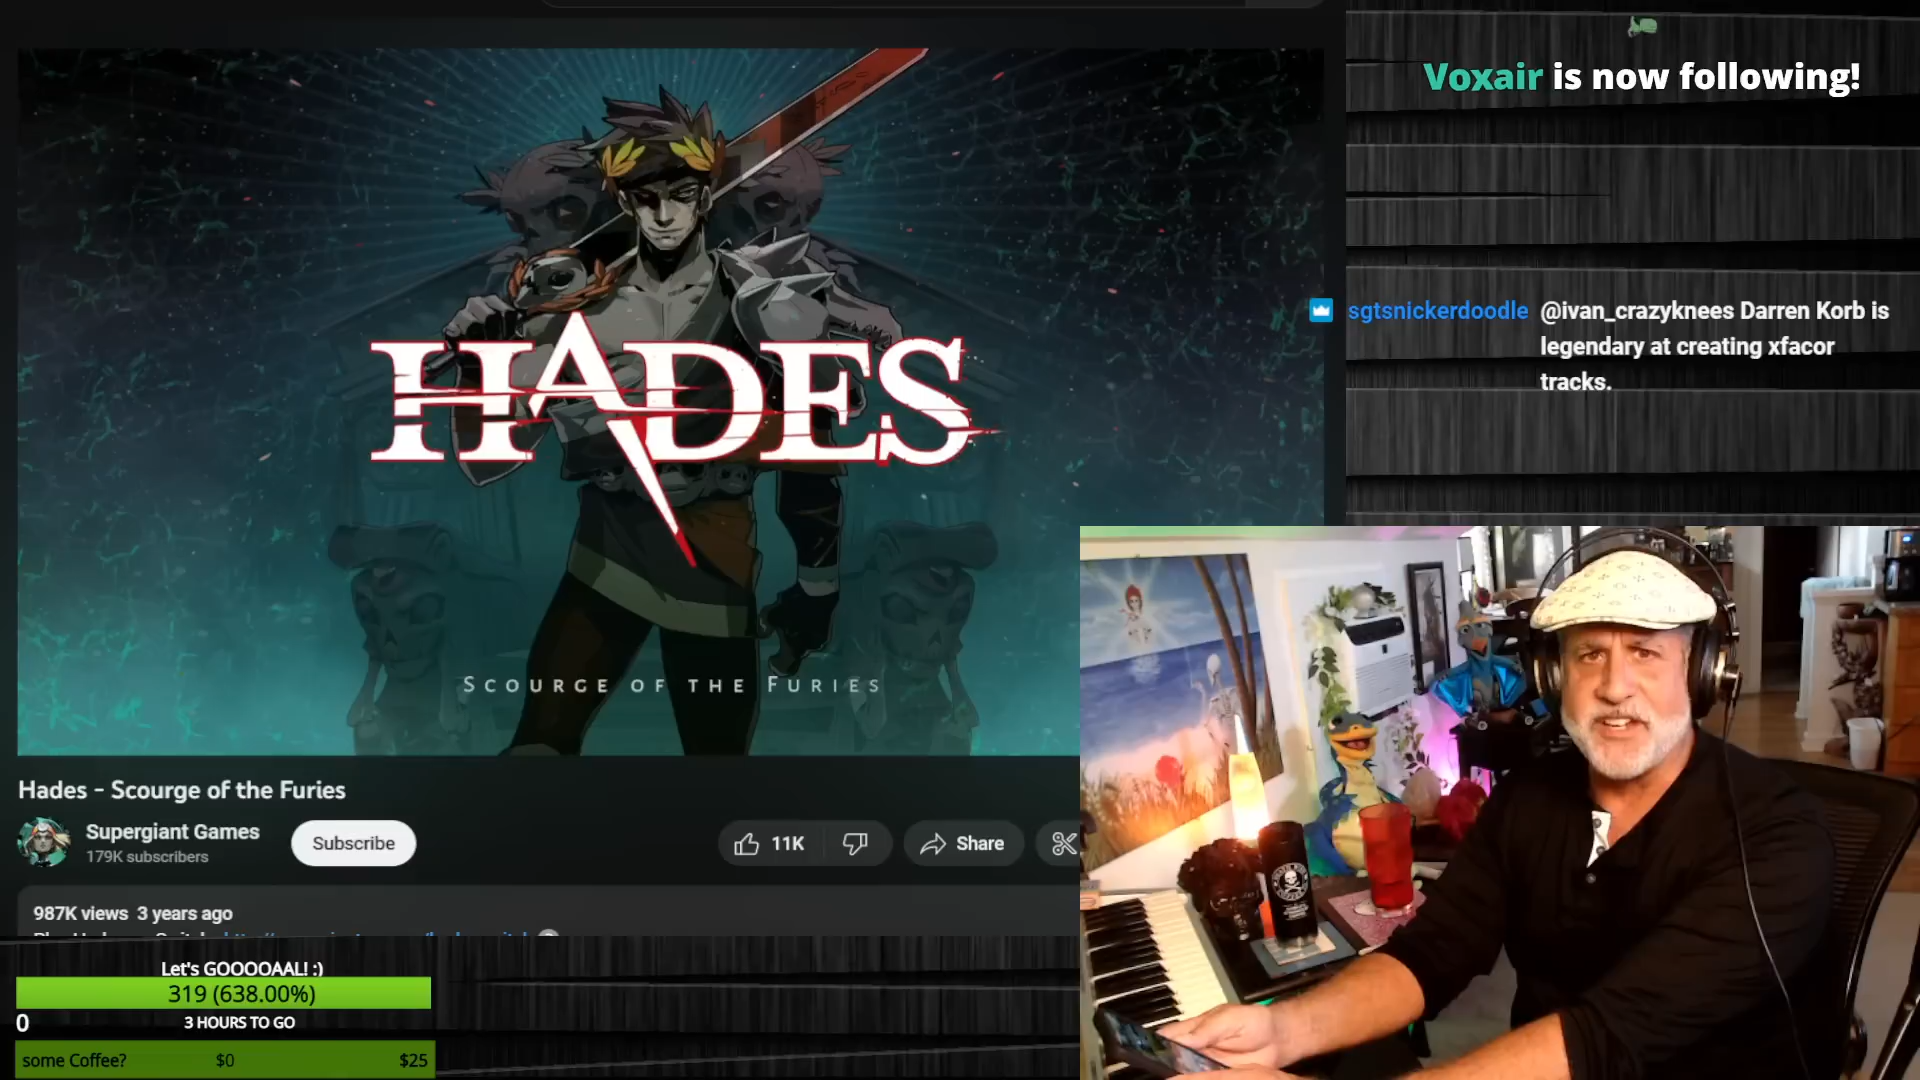 Voxair is now following!
HADES
SCOURGE OF THE FURIES
sgtsnickerdoodle @ivan_crazyknees Darren Korb is
legendary at creating xfacor
tracks.
Hades - Scourge of the Furies
Supergiant Games
179K subscribers
Subscribe
11K
Share
987K views 3 years ago
Let's GOOOOAAL! :)
319 (638.00%)
0
3 HOURS TO GO
some Coffee? $0 $25